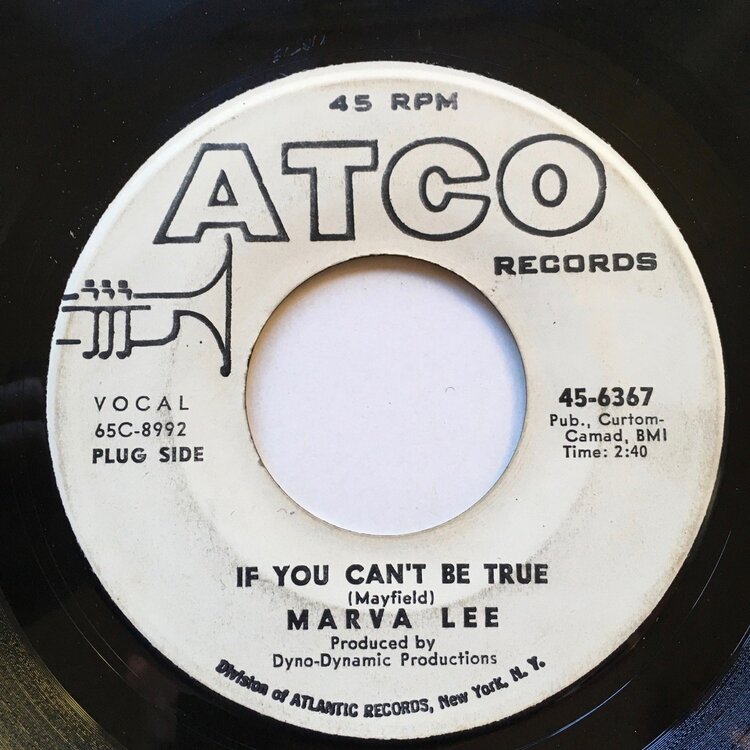 45 RPM
ATCO
RECORDS
VOCAL
65C-8992
PLUG SIDE
45-6367
Pub., Curtom-
Camad, BMI
Time: 2:40
IF YOU CAN'T BE TRUE
(Mayfield)
MARVA LEE
Produced by
Dyno-Dynamic Productions
Division of ATLANTIC RECORDS, New York, N. Y.